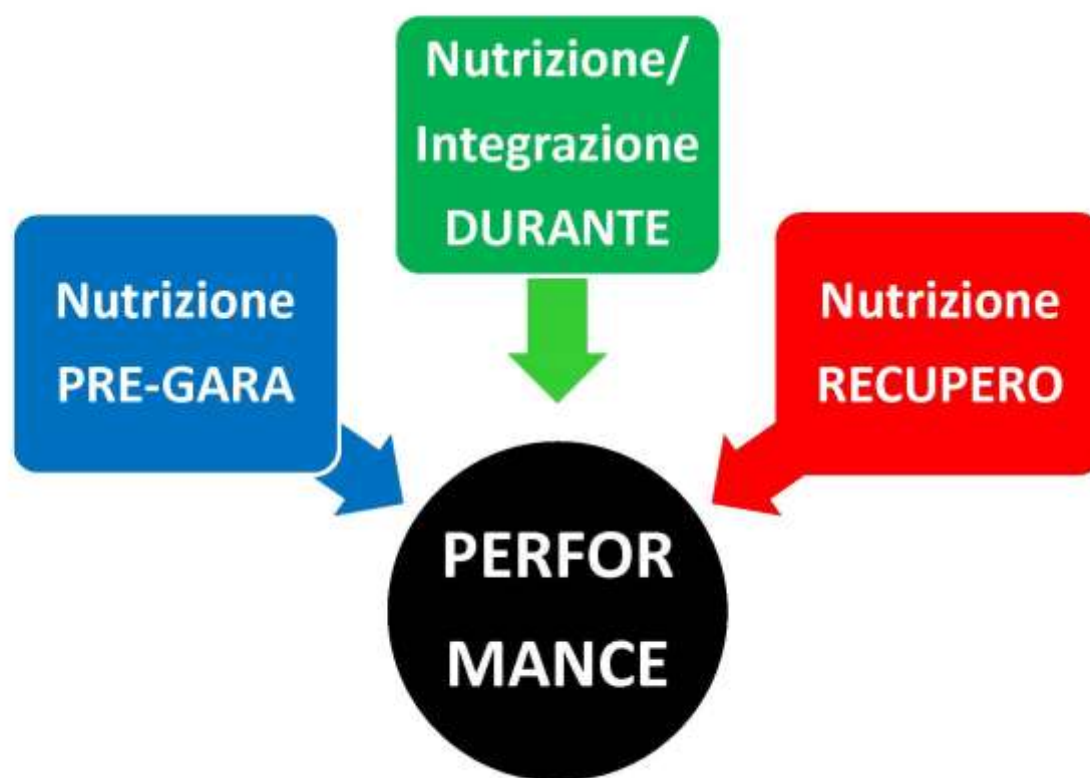 Nutrizione/
Integrazione
DURANTE
Nutrizione
PRE-GARA
Nutrizione
RECUPERO
PERFOR
MANCE